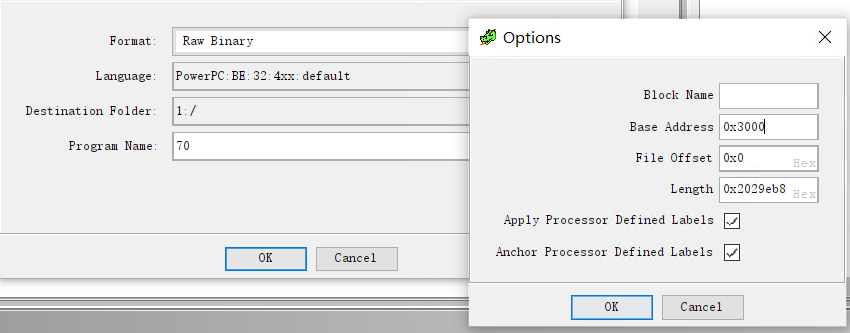 Format:
Raw Binary
Language:
PowerPC:BE:32:4xx:default
Destination Folder:
1:/
Program Name:
70
OK
Cancel
Options
Block Name
Base Address
0x3000
File Offset
0x0
Hex
Length
0x2029eb8
Hex
Apply Processor Defined Labels
Anchor Processor Defined Labels
OK
Cancel